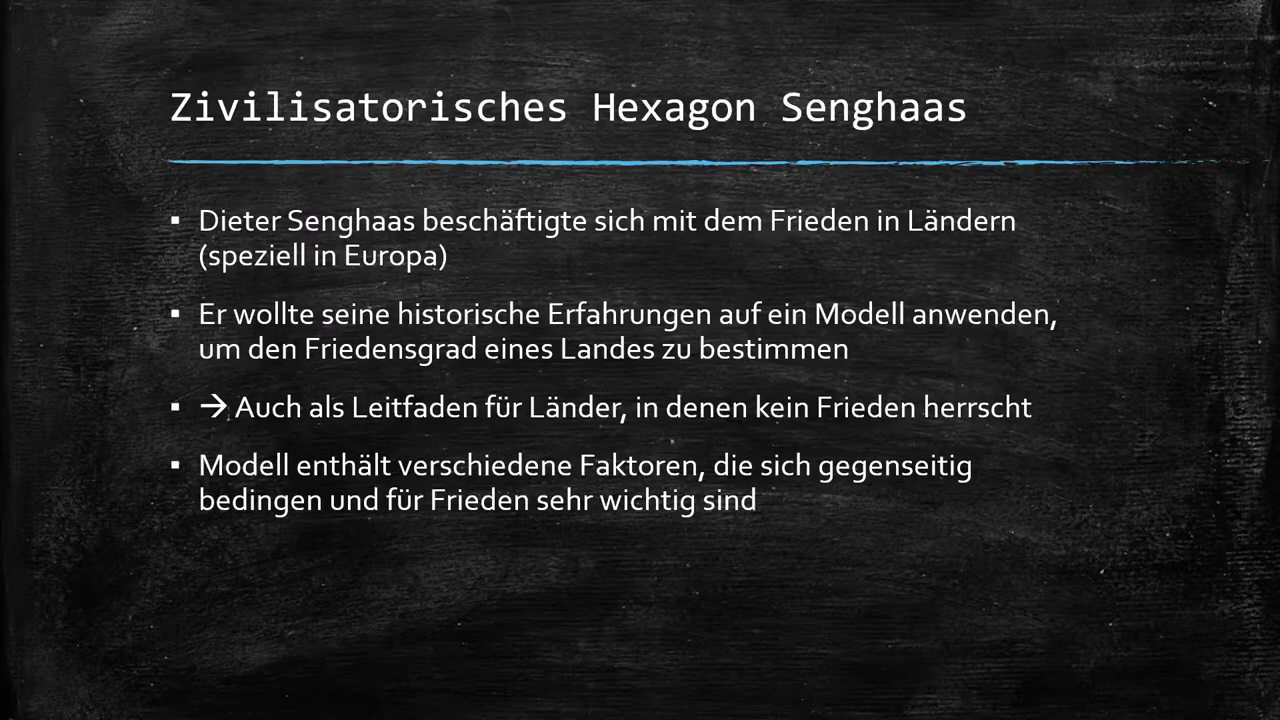 Zivilisatorisches Hexagon Senghaas
▪ Dieter Senghaas beschäftigte sich mit dem Frieden in Ländern
(speziell in Europa)
▪ Er wollte seine historische Erfahrungen auf ein Modell anwenden,
um den Friedensgrad eines Landes zu bestimmen
▪ → Auch als Leitfaden für Länder, in denen kein Frieden herrscht
▪ Modell enthält verschiedene Faktoren, die sich gegenseitig
bedingen und für Frieden sehr wichtig sind